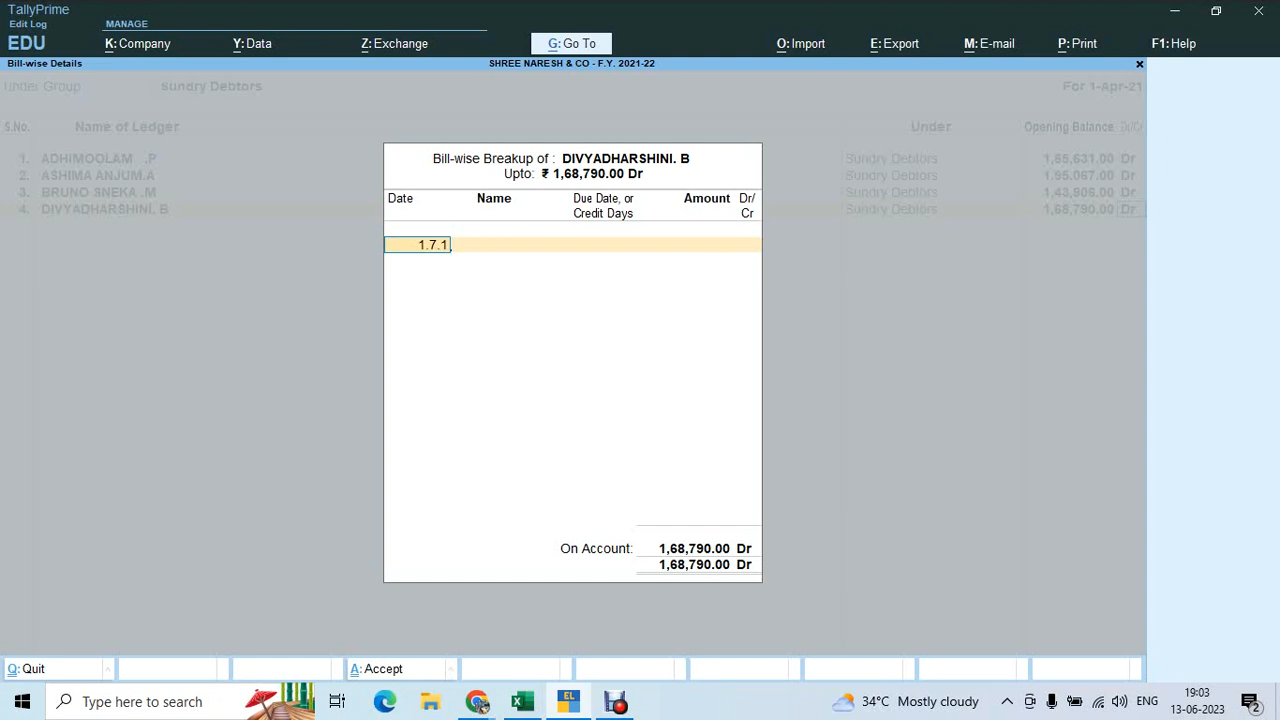 TallyPrime
Edit Log
MANAGE
EDU
K: Company
Y: Data
Z: Exchange
G: Go To
O: Import
E: Export
M: E-mail
P: Print
F1: Help
Bill-wise Details
SHREE NARESH & CO - F.Y. 2021-22
Under Group Sundry Debtors For 1-Apr-21
S.No. Name of Ledger Under Opening Balance Dr/Cr
1. ADHIMOOLAM .P Sundry Debtors 1,85,631.00 Dr
2. ASHIMA ANJUM.A Sundry Debtors 1,95,067.00 Dr
3. BRUNO SNEKA .M Sundry Debtors 1,43,906.00 Dr
4. DIVYADHARSHINI. B Sundry Debtors 1,68,790.00 Dr
Bill-wise Breakup of : DIVYADHARSHINI. B
Upto: ₹ 1,68,790.00 Dr
Date Name Due Date, or Amount Dr/
Credit Days Cr
1.7.1
On Account: 1,68,790.00 Dr
1,68,790.00 Dr
Q: Quit
A: Accept
Type here to search
EL
34°C Mostly cloudy
ENG
19:03
13-06-2023
2